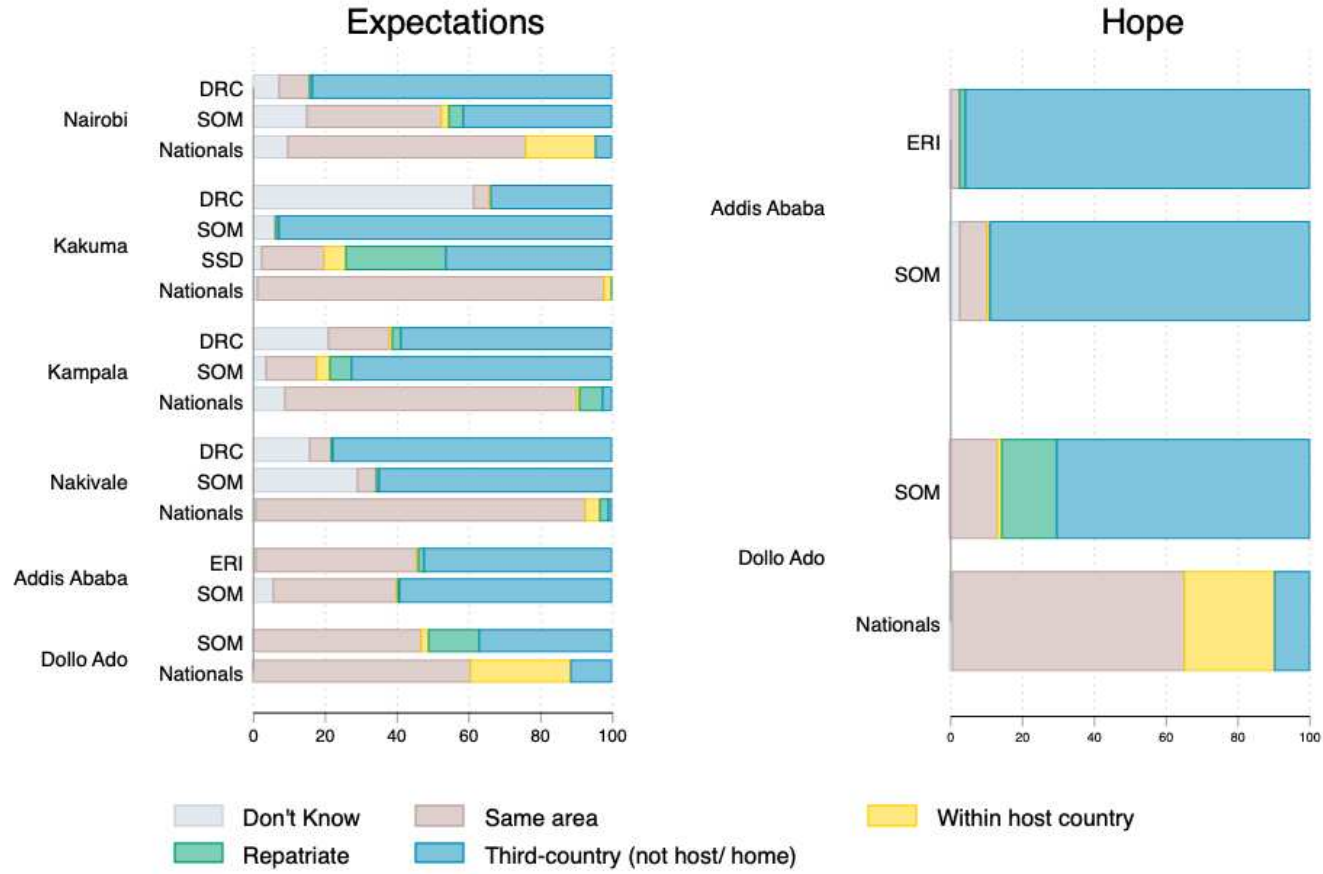 Expectations
Nairobi
DRC
SOM
Nationals
Kakuma
DRC
SOM
SSD
Nationals
Kampala
DRC
SOM
Nationals
Nakivale
DRC
SOM
Nationals
Addis Ababa
ERI
SOM
Dollo Ado
SOM
Nationals
0 20 40 60 80 100
Hope
Addis Ababa
ERI
SOM
Dollo Ado
SOM
Nationals
0 20 40 60 80 100
Don't Know Same area Within host country
Repatriate Third-country (not host/ home)